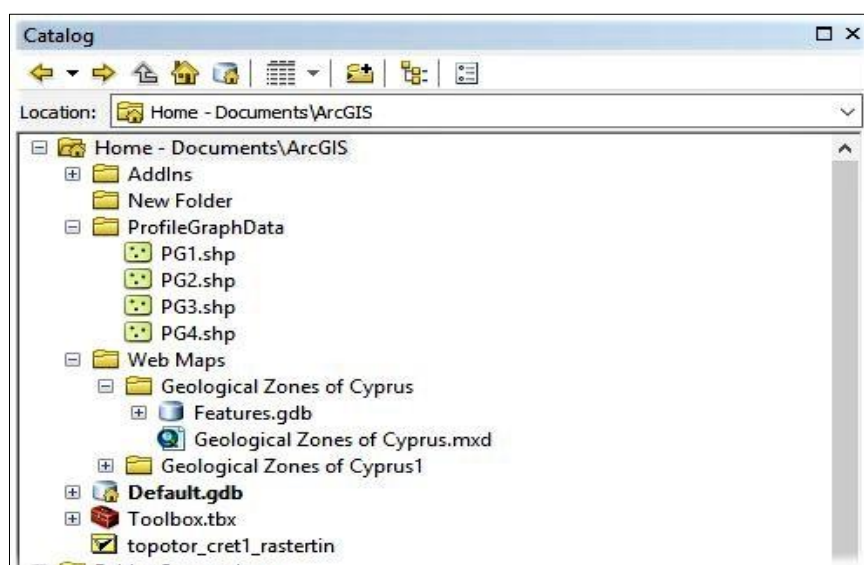 Catalog
Location: Home - Documents\ArcGIS
Home - Documents\ArcGIS
AddIns
New Folder
ProfileGraphData
PG1.shp
PG2.shp
PG3.shp
PG4.shp
Web Maps
Geological Zones of Cyprus
Features.gdb
Geological Zones of Cyprus.mxd
Geological Zones of Cyprus1
Default.gdb
Toolbox.tbx
topotor_cret1_rastertin